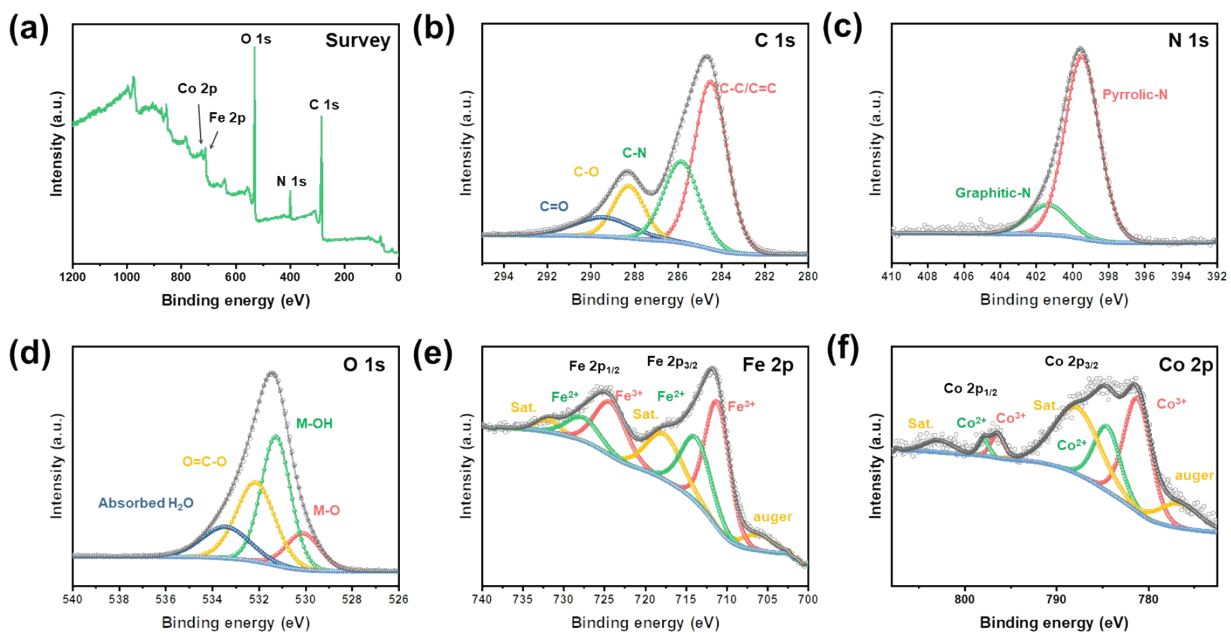 (a)
Survey
O 1s
Co 2p
Fe 2p
C 1s
N 1s
Intensity (a.u.)
1200 1000 800 600 400 200 0
Binding energy (eV)
(b)
C 1s
C-C/C=C
C-N
C-O
C=O
Intensity (a.u.)
294 292 290 288 286 284 282 280
Binding energy (eV)
(c)
N 1s
Pyrrolic-N
Graphitic-N
Intensity (a.u.)
410 408 406 404 402 400 398 396 394 392
Binding energy (eV)
(d)
O 1s
M-OH
O=C-O
Absorbed H₂O
M-O
Intensity (a.u.)
540 538 536 534 532 530 528 526
Binding energy (eV)
(e)
Fe 2p
Fe 2p₁/₂
Fe 2p₃/₂
Sat.
Fe²⁺
Fe³⁺
Sat.
Fe²⁺
Fe³⁺
auger
Intensity (a.u.)
740 735 730 725 720 715 710 705 700
Binding energy (eV)
(f)
Co 2p
Co 2p₃/₂
Co 2p₁/₂
Sat.
Co²⁺
Co³⁺
Sat.
Co²⁺
Co³⁺
auger
Intensity (a.u.)
800 790 780
Binding energy (eV)